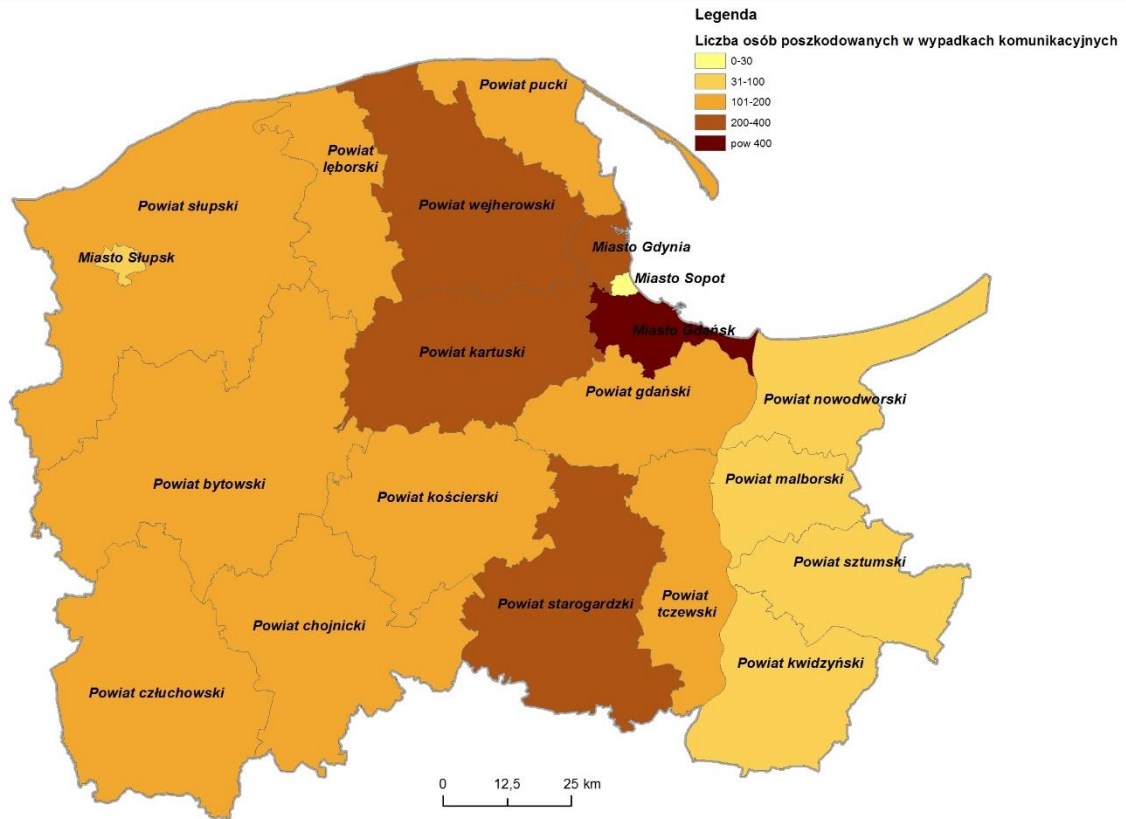 Legenda
Liczba osób poszkodowanych w wypadkach komunikacyjnych
0-30
31-100
101-200
200-400
pow 400
Powiat pucki
Powiat
lęborski
Powiat słupski
Powiat wejherowski
Miasto Słupsk
Miasto Gdynia
Miasto Sopot
Miasto Gdańsk
Powiat kartuski
Powiat gdański
Powiat nowodworski
Powiat bytowski
Powiat kościerski
Powiat malborski
Powiat sztumski
Powiat starogardzki
Powiat
tczewski
Powiat chojnicki
Powiat kwidzyński
Powiat człuchowski
0 12,5 25 km